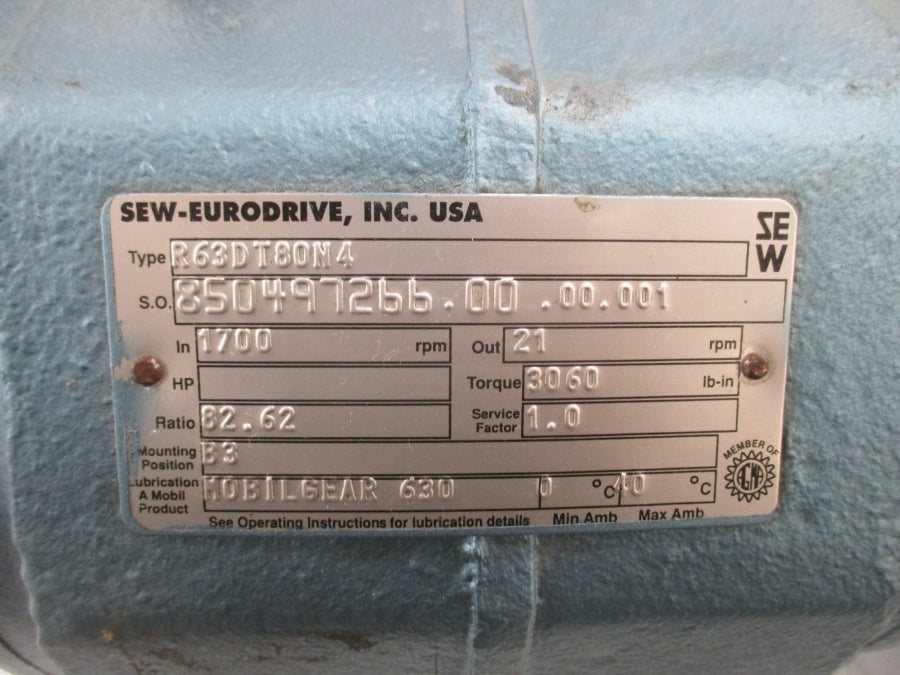 SEW-EURODRIVE, INC. USA
SEW
Type R63DT80N4
S.O. 850497266.00 .00.001
In 1700 rpm Out 21 rpm
HP Torque 3060 lb-in
Ratio 82.62 Service Factor 1.0
Mounting Position B3
Lubrication A Mobil Product MOBILGEAR 630 0 °C 40 °C
See Operating Instructions for lubrication details Min Amb Max Amb
MEMBER OF AGMA